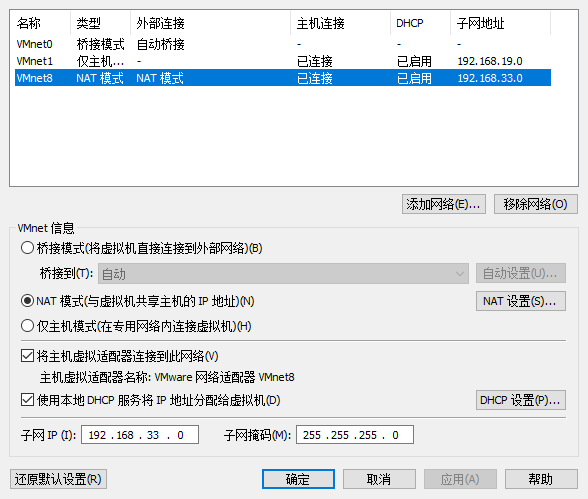 名称 类型 外部连接 主机连接 DHCP 子网地址
VMnet0 桥接模式 自动桥接 - - -
VMnet1 仅主机... - 已连接 已启用 192.168.19.0
VMnet8 NAT 模式 NAT 模式 已连接 已启用 192.168.33.0
添加网络(E)... 移除网络(O)
VMnet 信息
桥接模式(将虚拟机直接连接到外部网络)(B)
桥接到(T): 自动 自动设置(U)...
NAT 模式(与虚拟机共享主机的 IP 地址)(N) NAT 设置(S)...
仅主机模式(在专用网络内连接虚拟机)(H)
将主机虚拟适配器连接到此网络(V)
主机虚拟适配器名称: VMware 网络适配器 VMnet8
使用本地 DHCP 服务将 IP 地址分配给虚拟机(D) DHCP 设置(P)...
子网 IP (I): 192 .168 . 33 . 0 子网掩码(M): 255 .255 .255 . 0
还原默认设置(R) 确定 取消 应用(A) 帮助